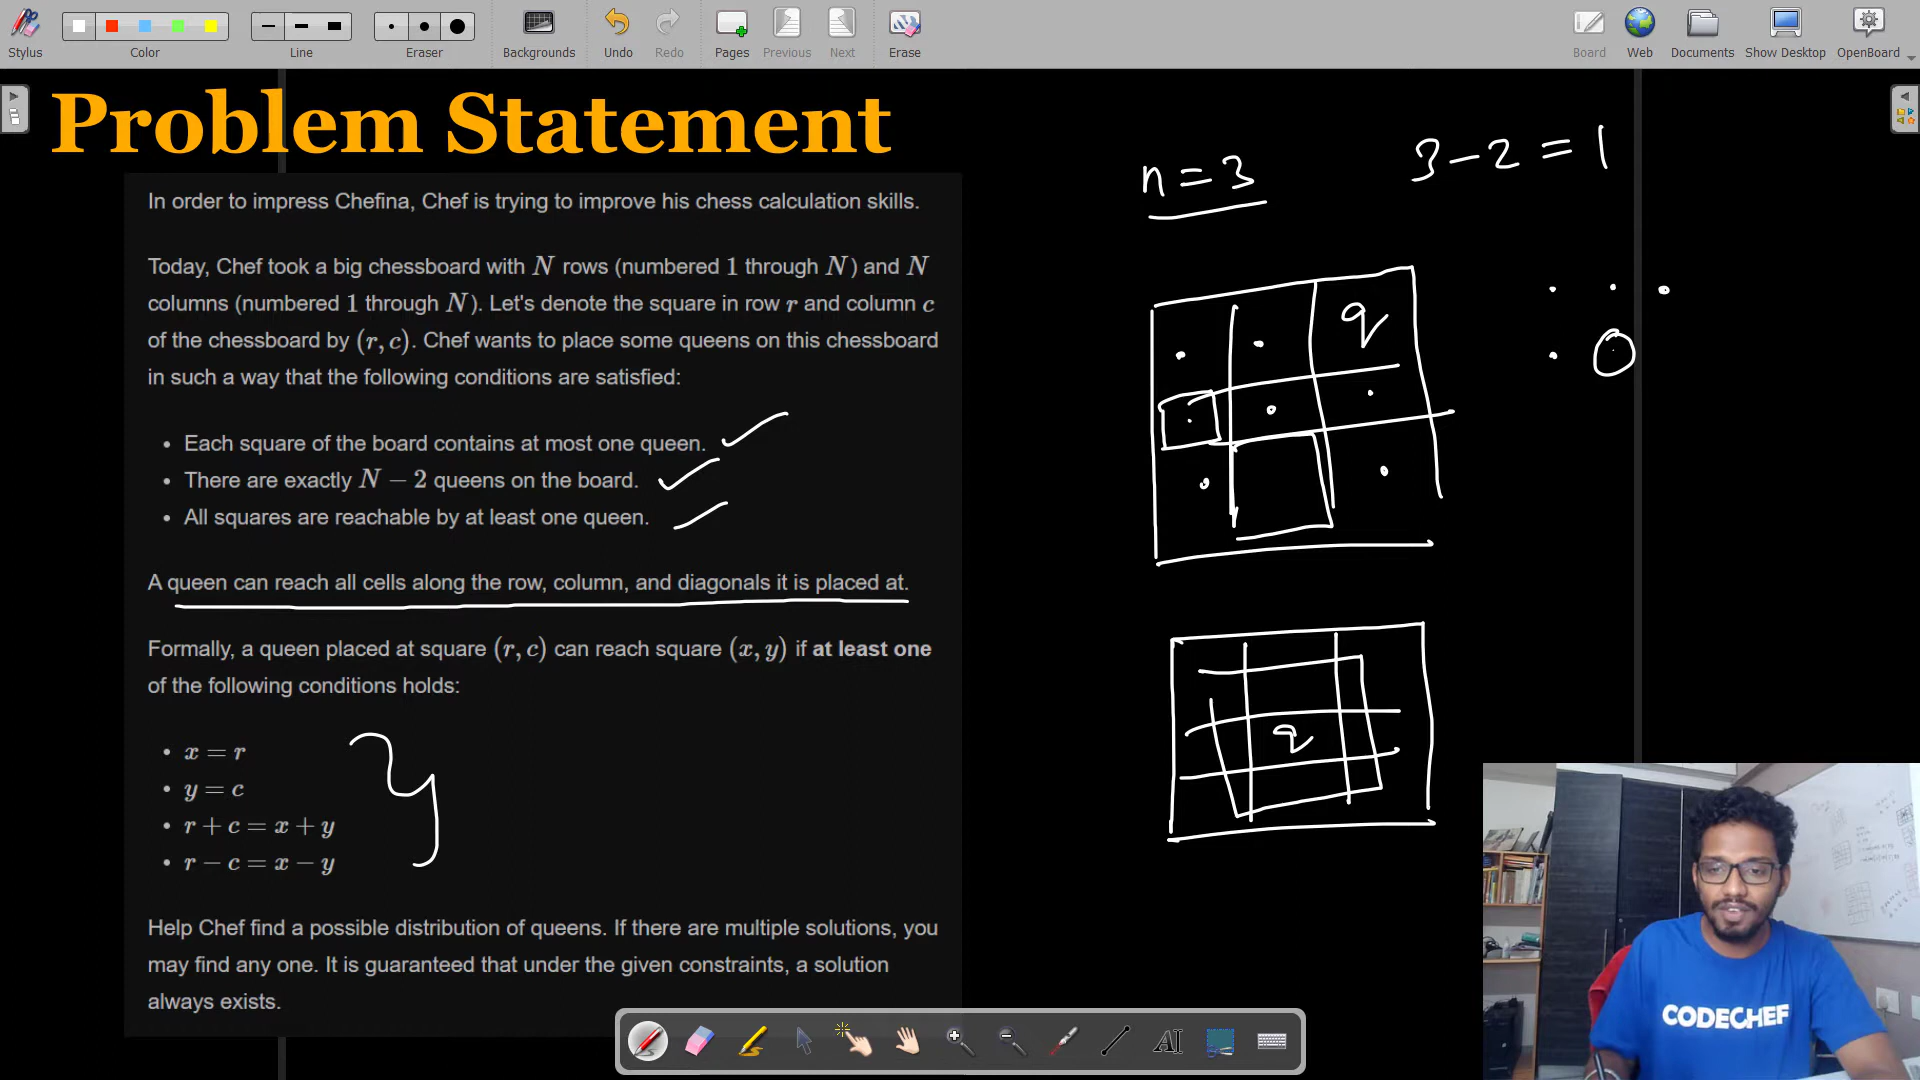 Stylus
Color
Line
Eraser
Backgrounds
Undo
Redo
Pages
Previous
Next
Erase
Board
Web
Documents
Show Desktop
OpenBoard
Problem Statement
In order to impress Chefina, Chef is trying to improve his chess calculation skills.
Today, Chef took a big chessboard with N rows (numbered 1 through N) and N
columns (numbered 1 through N). Let's denote the square in row r and column c
of the chessboard by (r, c). Chef wants to place some queens on this chessboard
in such a way that the following conditions are satisfied:
• Each square of the board contains at most one queen.
• There are exactly N − 2 queens on the board.
• All squares are reachable by at least one queen.
A queen can reach all cells along the row, column, and diagonals it is placed at.
Formally, a queen placed at square (r, c) can reach square (x, y) if at least one
of the following conditions holds:
• x = r
• y = c
• r + c = x + y
• r − c = x − y
Help Chef find a possible distribution of queens. If there are multiple solutions, you
may find any one. It is guaranteed that under the given constraints, a solution
always exists.
n = 3
3 − 2 = 1
q
q
CODECHEF